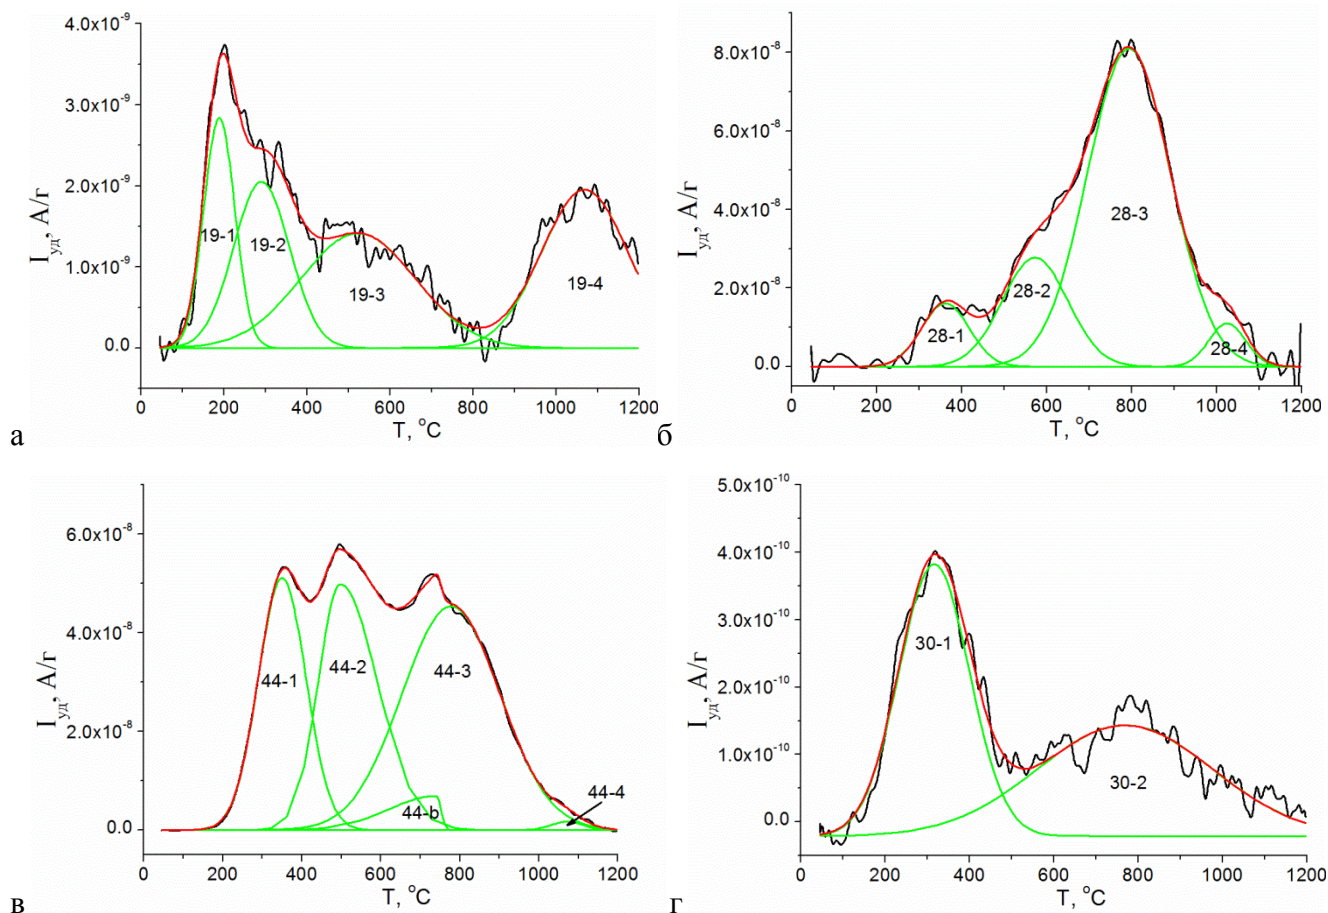 4.0x10⁻⁹
3.0x10⁻⁹
2.0x10⁻⁹
1.0x10⁻⁹
0.0
Iуд, А/г
19-1
19-2
19-3
19-4
0 200 400 600 800 1000 1200
T, °C
а
8.0x10⁻⁸
6.0x10⁻⁸
4.0x10⁻⁸
2.0x10⁻⁸
0.0
Iуд, А/г
28-1
28-2
28-3
28-4
0 200 400 600 800 1000 1200
T, °C
б
6.0x10⁻⁸
4.0x10⁻⁸
2.0x10⁻⁸
0.0
Iуд, А/г
44-1
44-2
44-3
44-b
44-4
0 200 400 600 800 1000 1200
T, °C
в
5.0x10⁻¹⁰
4.0x10⁻¹⁰
3.0x10⁻¹⁰
2.0x10⁻¹⁰
1.0x10⁻¹⁰
0.0
Iуд, А/г
30-1
30-2
0 200 400 600 800 1000 1200
T, °C
г